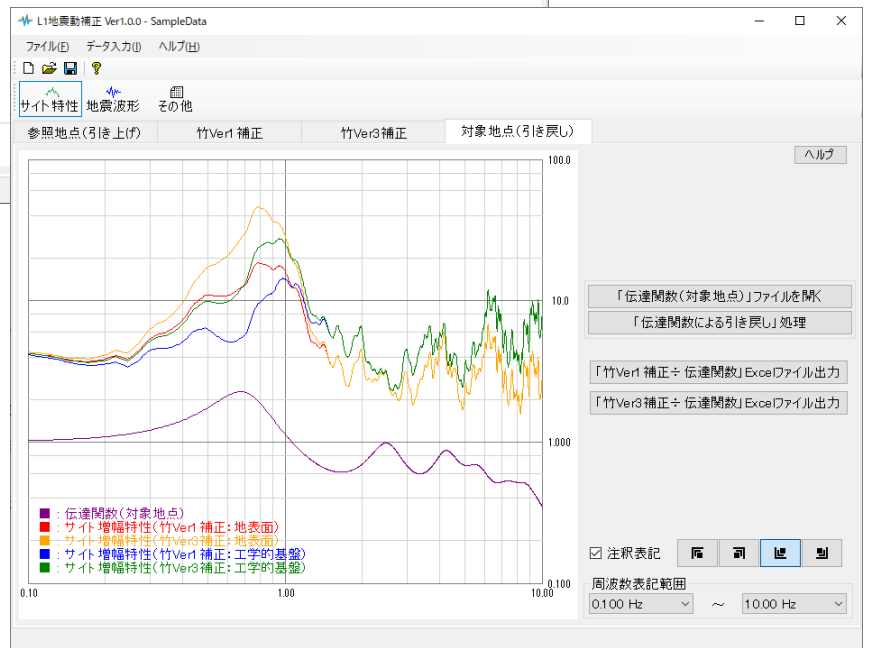 L1地震動補正 Ver1.0.0 - SampleData
ファイル(F) データ入力(I) ヘルプ(H)
サイト特性 地震波形 その他
参照地点(引き上げ) 竹Ver1補正 竹Ver3補正 対象地点(引き戻し)
ヘルプ
100.0
「伝達関数(対象地点)」ファイルを開く
10.0
「伝達関数による引き戻し」処理
「竹Ver1補正÷伝達関数」Excelファイル出力
「竹Ver3補正÷伝達関数」Excelファイル出力
1.000
■:伝達関数(対象地点)
■:サイト増幅特性(竹Ver1補正:地表面)
■:サイト増幅特性(竹Ver3補正:地表面)
■:サイト増幅特性(竹Ver1補正:工学的基盤)
■:サイト増幅特性(竹Ver3補正:工学的基盤)
注釈表記
0.100
0.10 1.00 10.00
周波数表記範囲
0.100 Hz ～ 10.00 Hz